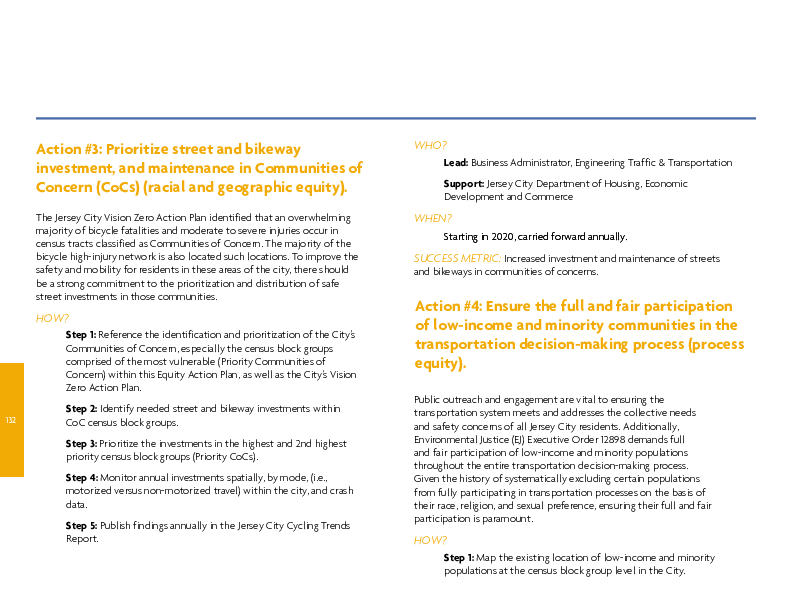 Action #3: Prioritize street and bikeway
investment, and maintenance in Communities of
Concern (CoCs) (racial and geographic equity).
The Jersey City Vision Zero Action Plan identified that an overwhelming
majority of bicycle fatalities and moderate to severe injuries occur in
census tracts classified as Communities of Concern. The majority of the
bicycle high-injury network is also located such locations. To improve the
safety and mobility for residents in these areas of the city, there should
be a strong commitment to the prioritization and distribution of safe
street investments in those communities.
HOW?
Step 1: Reference the identification and prioritization of the City's
Communities of Concern, especially the census block groups
comprised of the most vulnerable (Priority Communities of
Concern) within this Equity Action Plan, as well as the City's Vision
Zero Action Plan.
Step 2: Identify needed street and bikeway investments within
CoC census block groups.
Step 3: Prioritize the investments in the highest and 2nd highest
priority census block groups (Priority CoCs).
Step 4: Monitor annual investments spatially, by mode, (i.e.,
motorized versus non-motorized travel) within the city, and crash
data.
Step 5: Publish findings annually in the Jersey City Cycling Trends
Report.
132
WHO?
Lead: Business Administrator, Engineering Traffic & Transportation
Support: Jersey City Department of Housing, Economic
Development and Commerce
WHEN?
Starting in 2020, carried forward annually.
SUCCESS METRIC: Increased investment and maintenance of streets
and bikeways in communities of concerns.
Action #4: Ensure the full and fair participation
of low-income and minority communities in the
transportation decision-making process (process
equity).
Public outreach and engagement are vital to ensuring the
transportation system meets and addresses the collective needs
and safety concerns of all Jersey City residents. Additionally,
Environmental Justice (EJ) Executive Order 12898 demands full
and fair participation of low-income and minority populations
throughout the entire transportation decision-making process.
Given the history of systematically excluding certain populations
from fully participating in transportation processes on the basis of
their race, religion, and sexual preference, ensuring their full and fair
participation is paramount.
HOW?
Step 1: Map the existing location of low-income and minority
populations at the census block group level in the City.